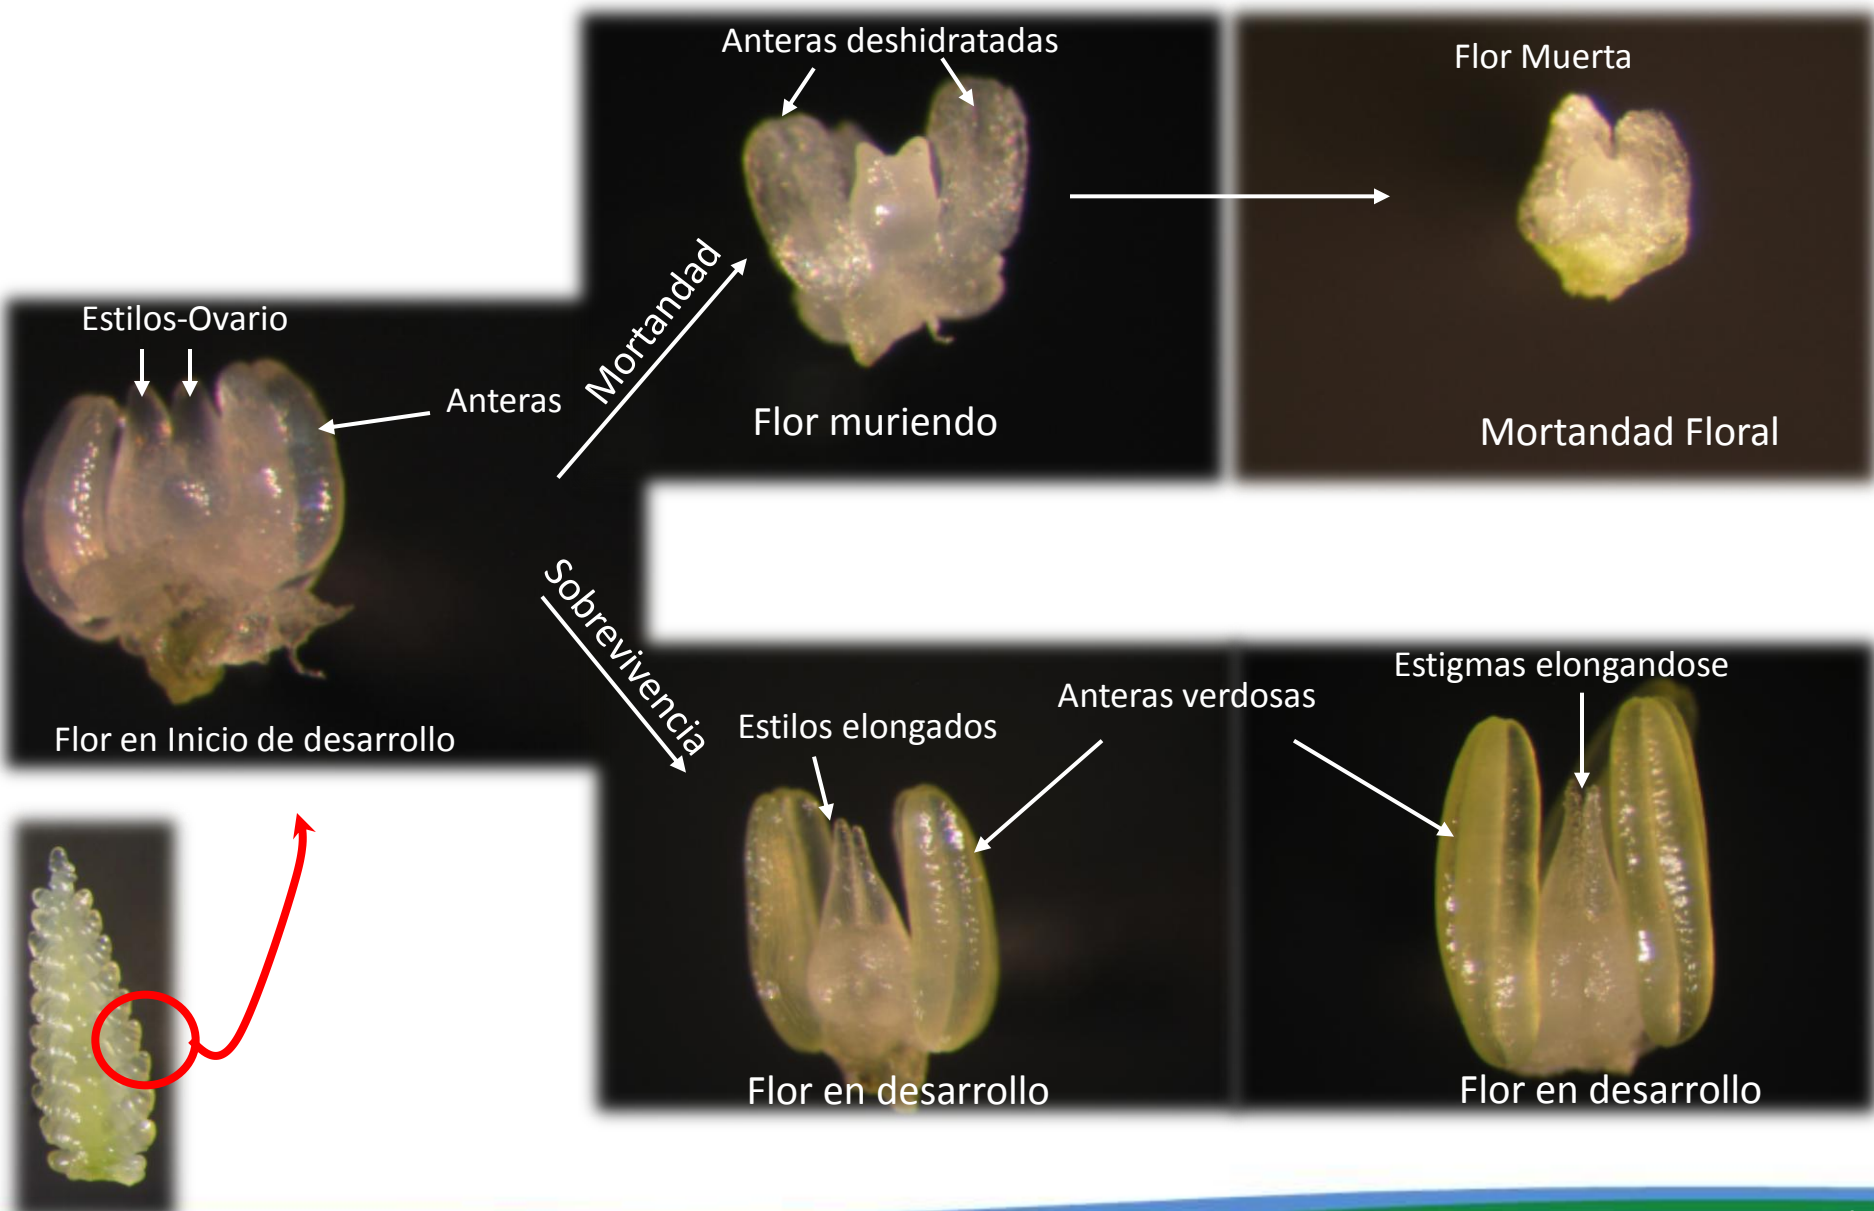 Anteras deshidratadas
Flor Muerta
Estilos-Ovario
Anteras
Mortandad
Flor muriendo
Mortandad Floral
Sobrevivencia
Flor en Inicio de desarrollo
Estilos elongados
Anteras verdosas
Estigmas elongandose
Flor en desarrollo
Flor en desarrollo